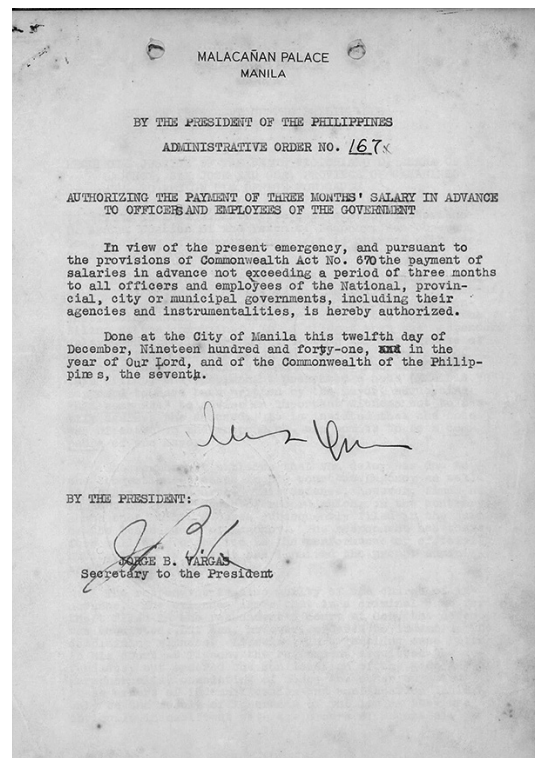 MALACAÑAN PALACE
MANILA
BY THE PRESIDENT OF THE PHILIPPINES
ADMINISTRATIVE ORDER NO. 167
AUTHORIZING THE PAYMENT OF THREE MONTHS' SALARY IN ADVANCE
TO OFFICERS AND EMPLOYEES OF THE GOVERNMENT
In view of the present emergency, and pursuant to
the provisions of Commonwealth Act No. 670 the payment of
salaries in advance not exceeding a period of three months
to all officers and employees of the National, provin-
cial, city or municipal governments, including their
agencies and instrumentalities, is hereby authorized.
Done at the City of Manila this twelfth day of
December, Nineteen hundred and forty-one, in the
year of Our Lord, and of the Commonwealth of the Philip-
pines, the seventh.
BY THE PRESIDENT:
JORGE B. VARGAS
Secretary to the President